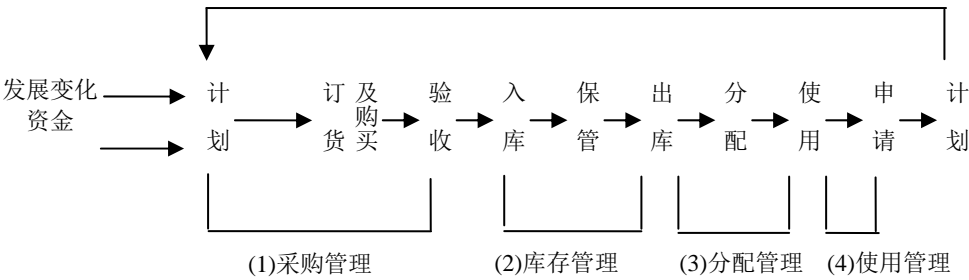 发展变化
资金
计划
订货
及购买
验收
入库
保管
出库
分配
使用
申请
计划
(1)采购管理
(2)库存管理
(3)分配管理
(4)使用管理